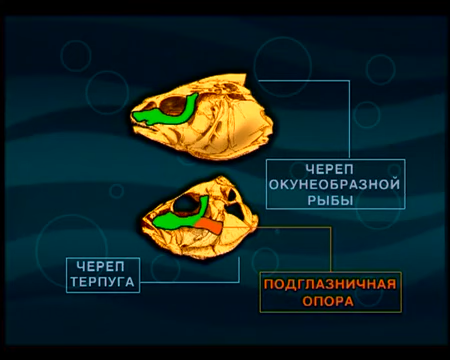 ЧЕРЕП
ОКУНЕОБРАЗНОЙ
РЫБЫ
ЧЕРЕП
ТЕРПУГА
ПОДГЛАЗНИЧНАЯ
ОПОРА